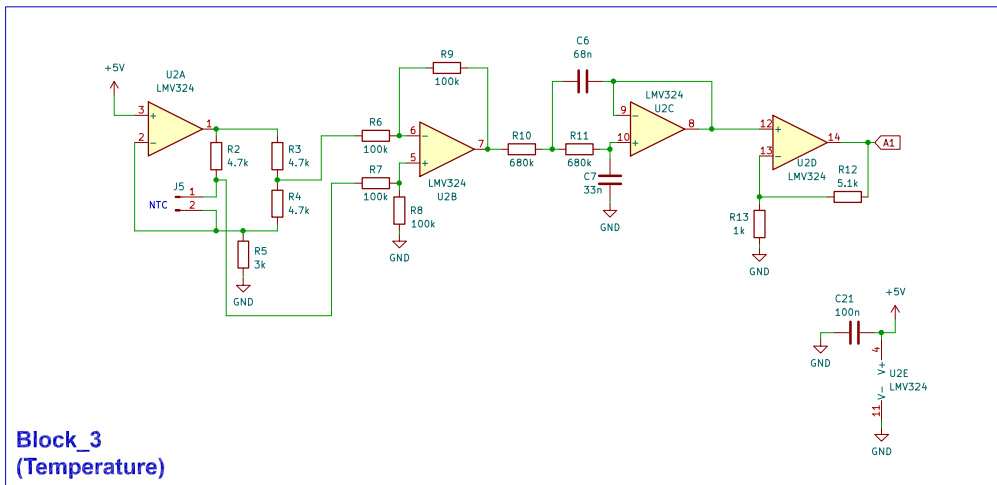 +5V
U2A
LMV324
3
+
2
−
1
R2
4.7k
R3
4.7k
J5
1
NTC
2
R4
4.7k
R5
3k
GND
R6
100k
R7
100k
R8
100k
GND
R9
100k
6
−
5
+
7
LMV324
U2B
R10
680k
R11
680k
C6
68n
C7
33n
GND
LMV324
U2C
9
−
10
+
8
12
+
13
−
14
U2D
LMV324
A1
R12
5.1k
R13
1k
GND
C21
100n
+5V
GND
4
V+
U2E
LMV324
V-
11
GND
Block_3
(Temperature)